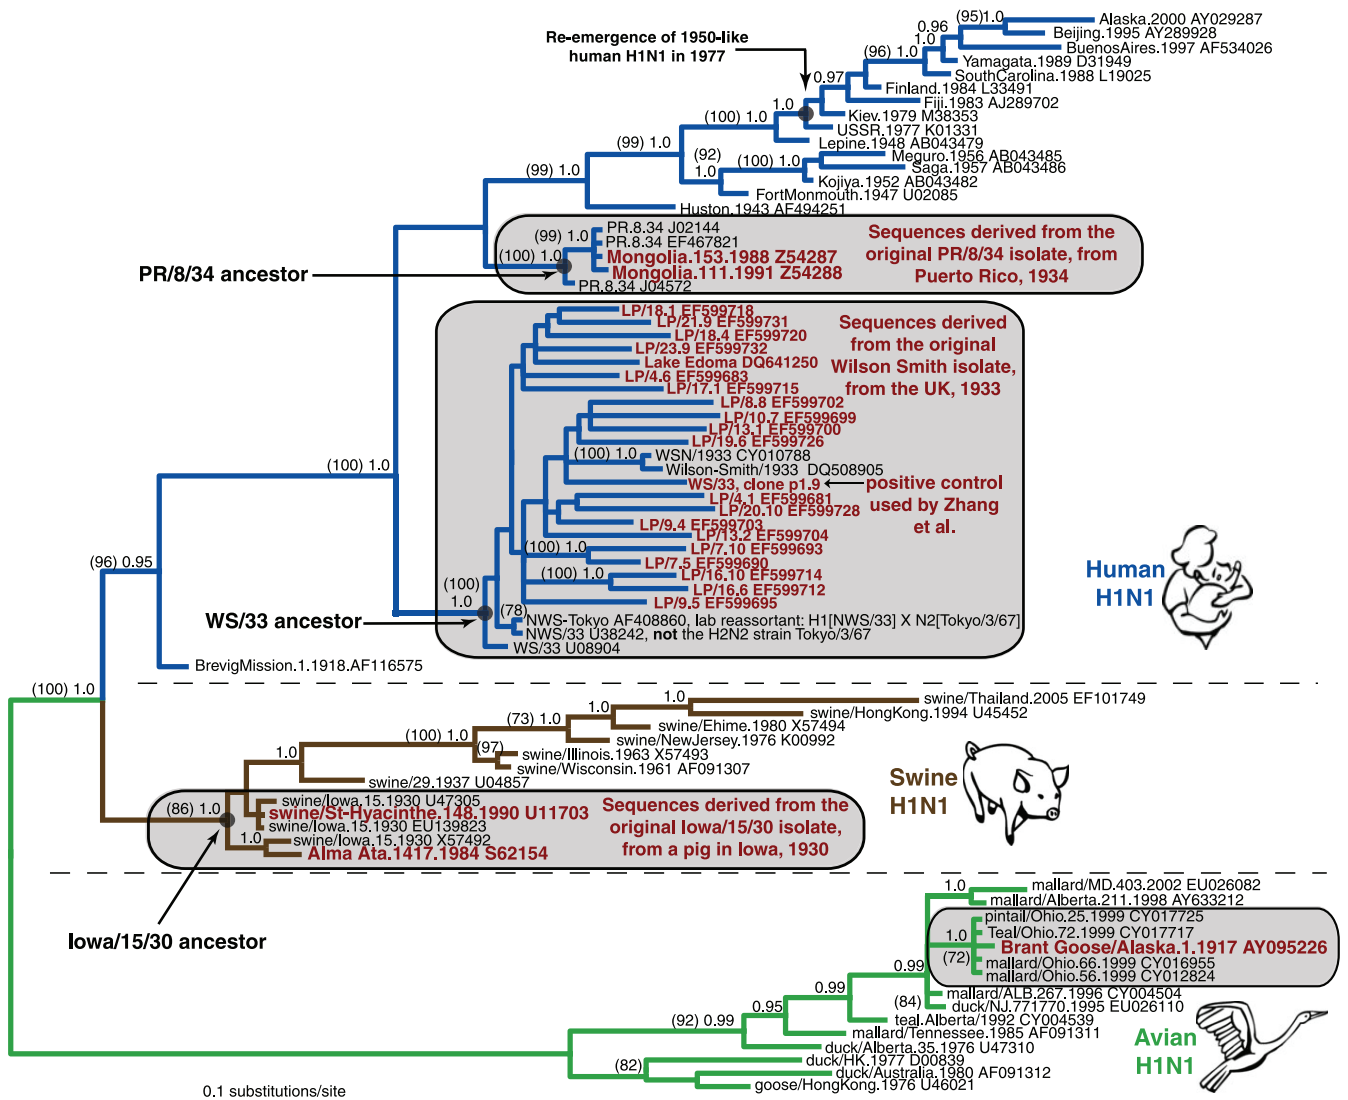 (95)1.0
Alaska.2000 AY029287
0.96
Beijing.1995 AY289928
1.0
BuenosAires.1997 AF534026
Re-emergence of 1950-like
human H1N1 in 1977
(96) 1.0
Yamagata.1989 D31949
SouthCarolina.1988 L19025
0.97
Finland.1984 L33491
Fiji.1983 AJ289702
1.0
Kiev.1979 M38353
(100) 1.0
USSR.1977 K01331
Lepine.1948 AB043479
(99) 1.0
(92)
Meguro.1956 AB043485
(100) 1.0
Saga.1957 AB043486
(99) 1.0
1.0
Kojiya.1952 AB043482
FortMonmouth.1947 U02085
Huston.1943 AF494251
PR.8.34 J02144
(99) 1.0
PR.8.34 EF467821
(100) 1.0
Mongolia.153.1988 Z54287
Mongolia.111.1991 Z54288
PR.8.34 J04572
Sequences derived from the
original PR/8/34 isolate, from
Puerto Rico, 1934
PR/8/34 ancestor
LP/18.1 EF599718
LP/21.9 EF599731
LP/18.4 EF599720
LP/23.9 EF599732
Lake Edoma DQ641250
LP/4.6 EF599683
LP/17.1 EF599715
Sequences derived
from the original
Wilson Smith isolate,
from the UK, 1933
LP/8.8 EF599702
LP/10.7 EF599699
LP/13.1 EF599700
LP/19.6 EF599726
(100) 1.0
WSN/1933 CY010788
Wilson-Smith/1933 DQ508905
WS/33, clone p1.9
positive control
used by Zhang
et al.
(100) 1.0
LP/4.1 EF599681
LP/20.10 EF599728
LP/9.4 EF599703
LP/13.2 EF599704
(100) 1.0
LP/7.10 EF599693
LP/7.5 EF599690
(100) 1.0
LP/16.10 EF599714
LP/16.6 EF599712
LP/9.5 EF599695
(100)
1.0
(78)
NWS-Tokyo AF408860, lab reassortant: H1[NWS/33] X N2[Tokyo/3/67]
NWS/33 U38242, not the H2N2 strain Tokyo/3/67
WS/33 U08904
WS/33 ancestor
Human
H1N1
(96) 0.95
BrevigMission.1.1918.AF116575
(100) 1.0
1.0
swine/Thailand.2005 EF101749
1.0
swine/HongKong.1994 U45452
(73) 1.0
swine/Ehime.1980 X57494
(100) 1.0
swine/NewJersey.1976 K00992
1.0
(97)
swine/Illinois.1963 X57493
swine/Wisconsin.1961 AF091307
swine/29.1937 U04857
Swine
H1N1
(86) 1.0
swine/Iowa.15.1930 U47305
swine/St-Hyacinthe.148.1990 U11703
swine/Iowa.15.1930 EU139823
1.0
swine/Iowa.15.1930 X57492
Alma Ata.1417.1984 S62154
Sequences derived from the
original Iowa/15/30 isolate,
from a pig in Iowa, 1930
Iowa/15/30 ancestor
1.0
mallard/MD.403.2002 EU026082
mallard/Alberta.211.1998 AY633212
pintail/Ohio.25.1999 CY017725
1.0
Teal/Ohio.72.1999 CY017717
Brant Goose/Alaska.1.1917 AY095226
(72)
mallard/Ohio.66.1999 CY016955
mallard/Ohio.56.1999 CY012824
0.99
mallard/ALB.267.1996 CY004504
(84)
duck/NJ.771770.1995 EU026110
0.99
teal.Alberta/1992 CY004539
0.95
mallard/Tennessee.1985 AF091311
(92) 0.99
duck/Alberta.35.1976 U47310
duck/HK.1977 D00839
(82)
duck/Australia.1980 AF091312
goose/HongKong.1976 U46021
Avian
H1N1
0.1 substitutions/site